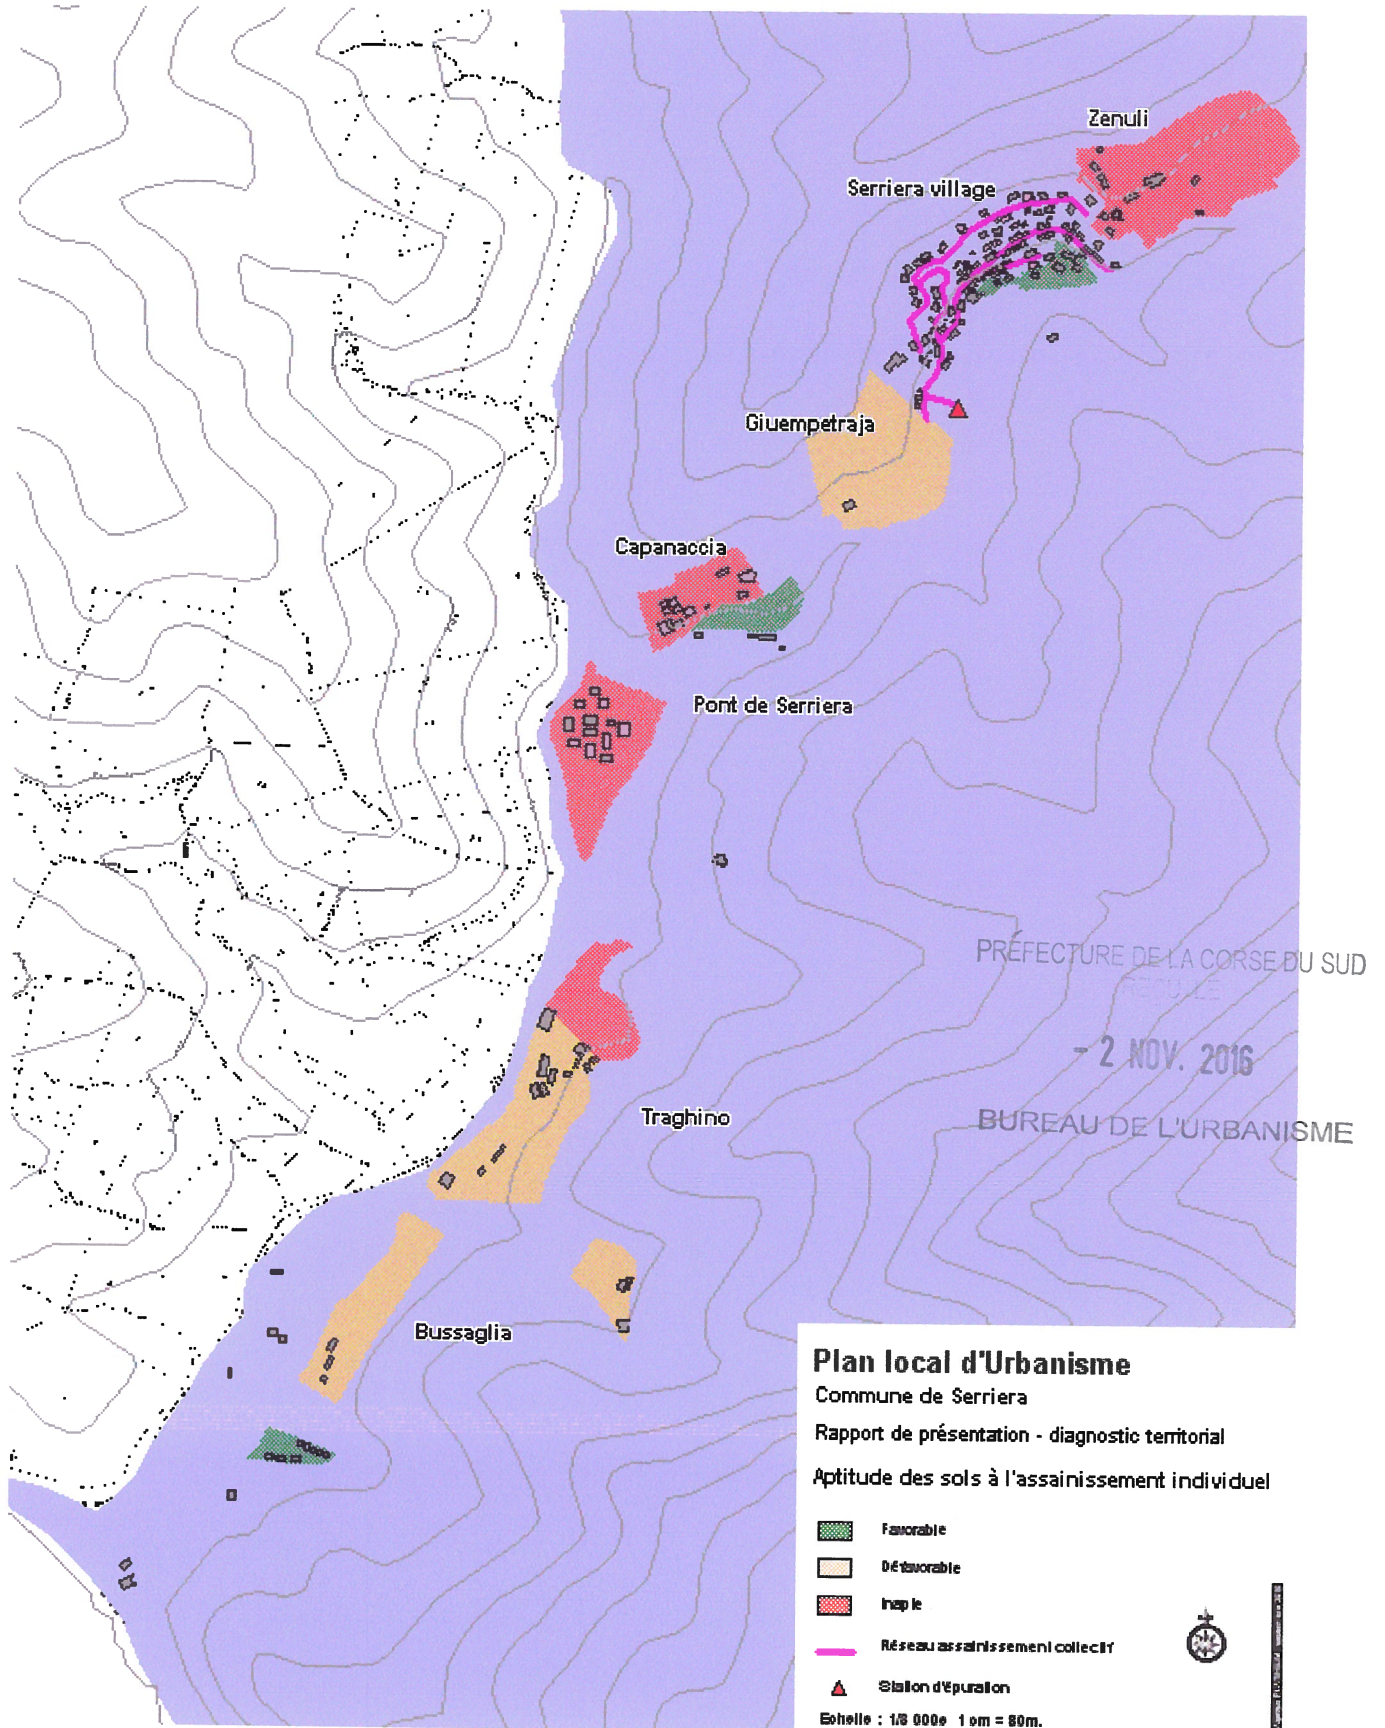 Zenuli
Serriera village
Giuempetraja
Capanaccia
Pont de Serriera
PRÉFECTURE DE LA CORSE DU SUD
REÇU LE
- 2 NOV. 2016
BUREAU DE L'URBANISME
Traghino
Bussaglia
Plan local d'Urbanisme
Commune de Serriera
Rapport de présentation - diagnostic territorial
Aptitude des sols à l'assainissement individuel
Favorable
Défavorable
Inapte
Réseau assainissement collectif
Station d'épuration
Echelle : 1/8 000e 1 cm = 80m.